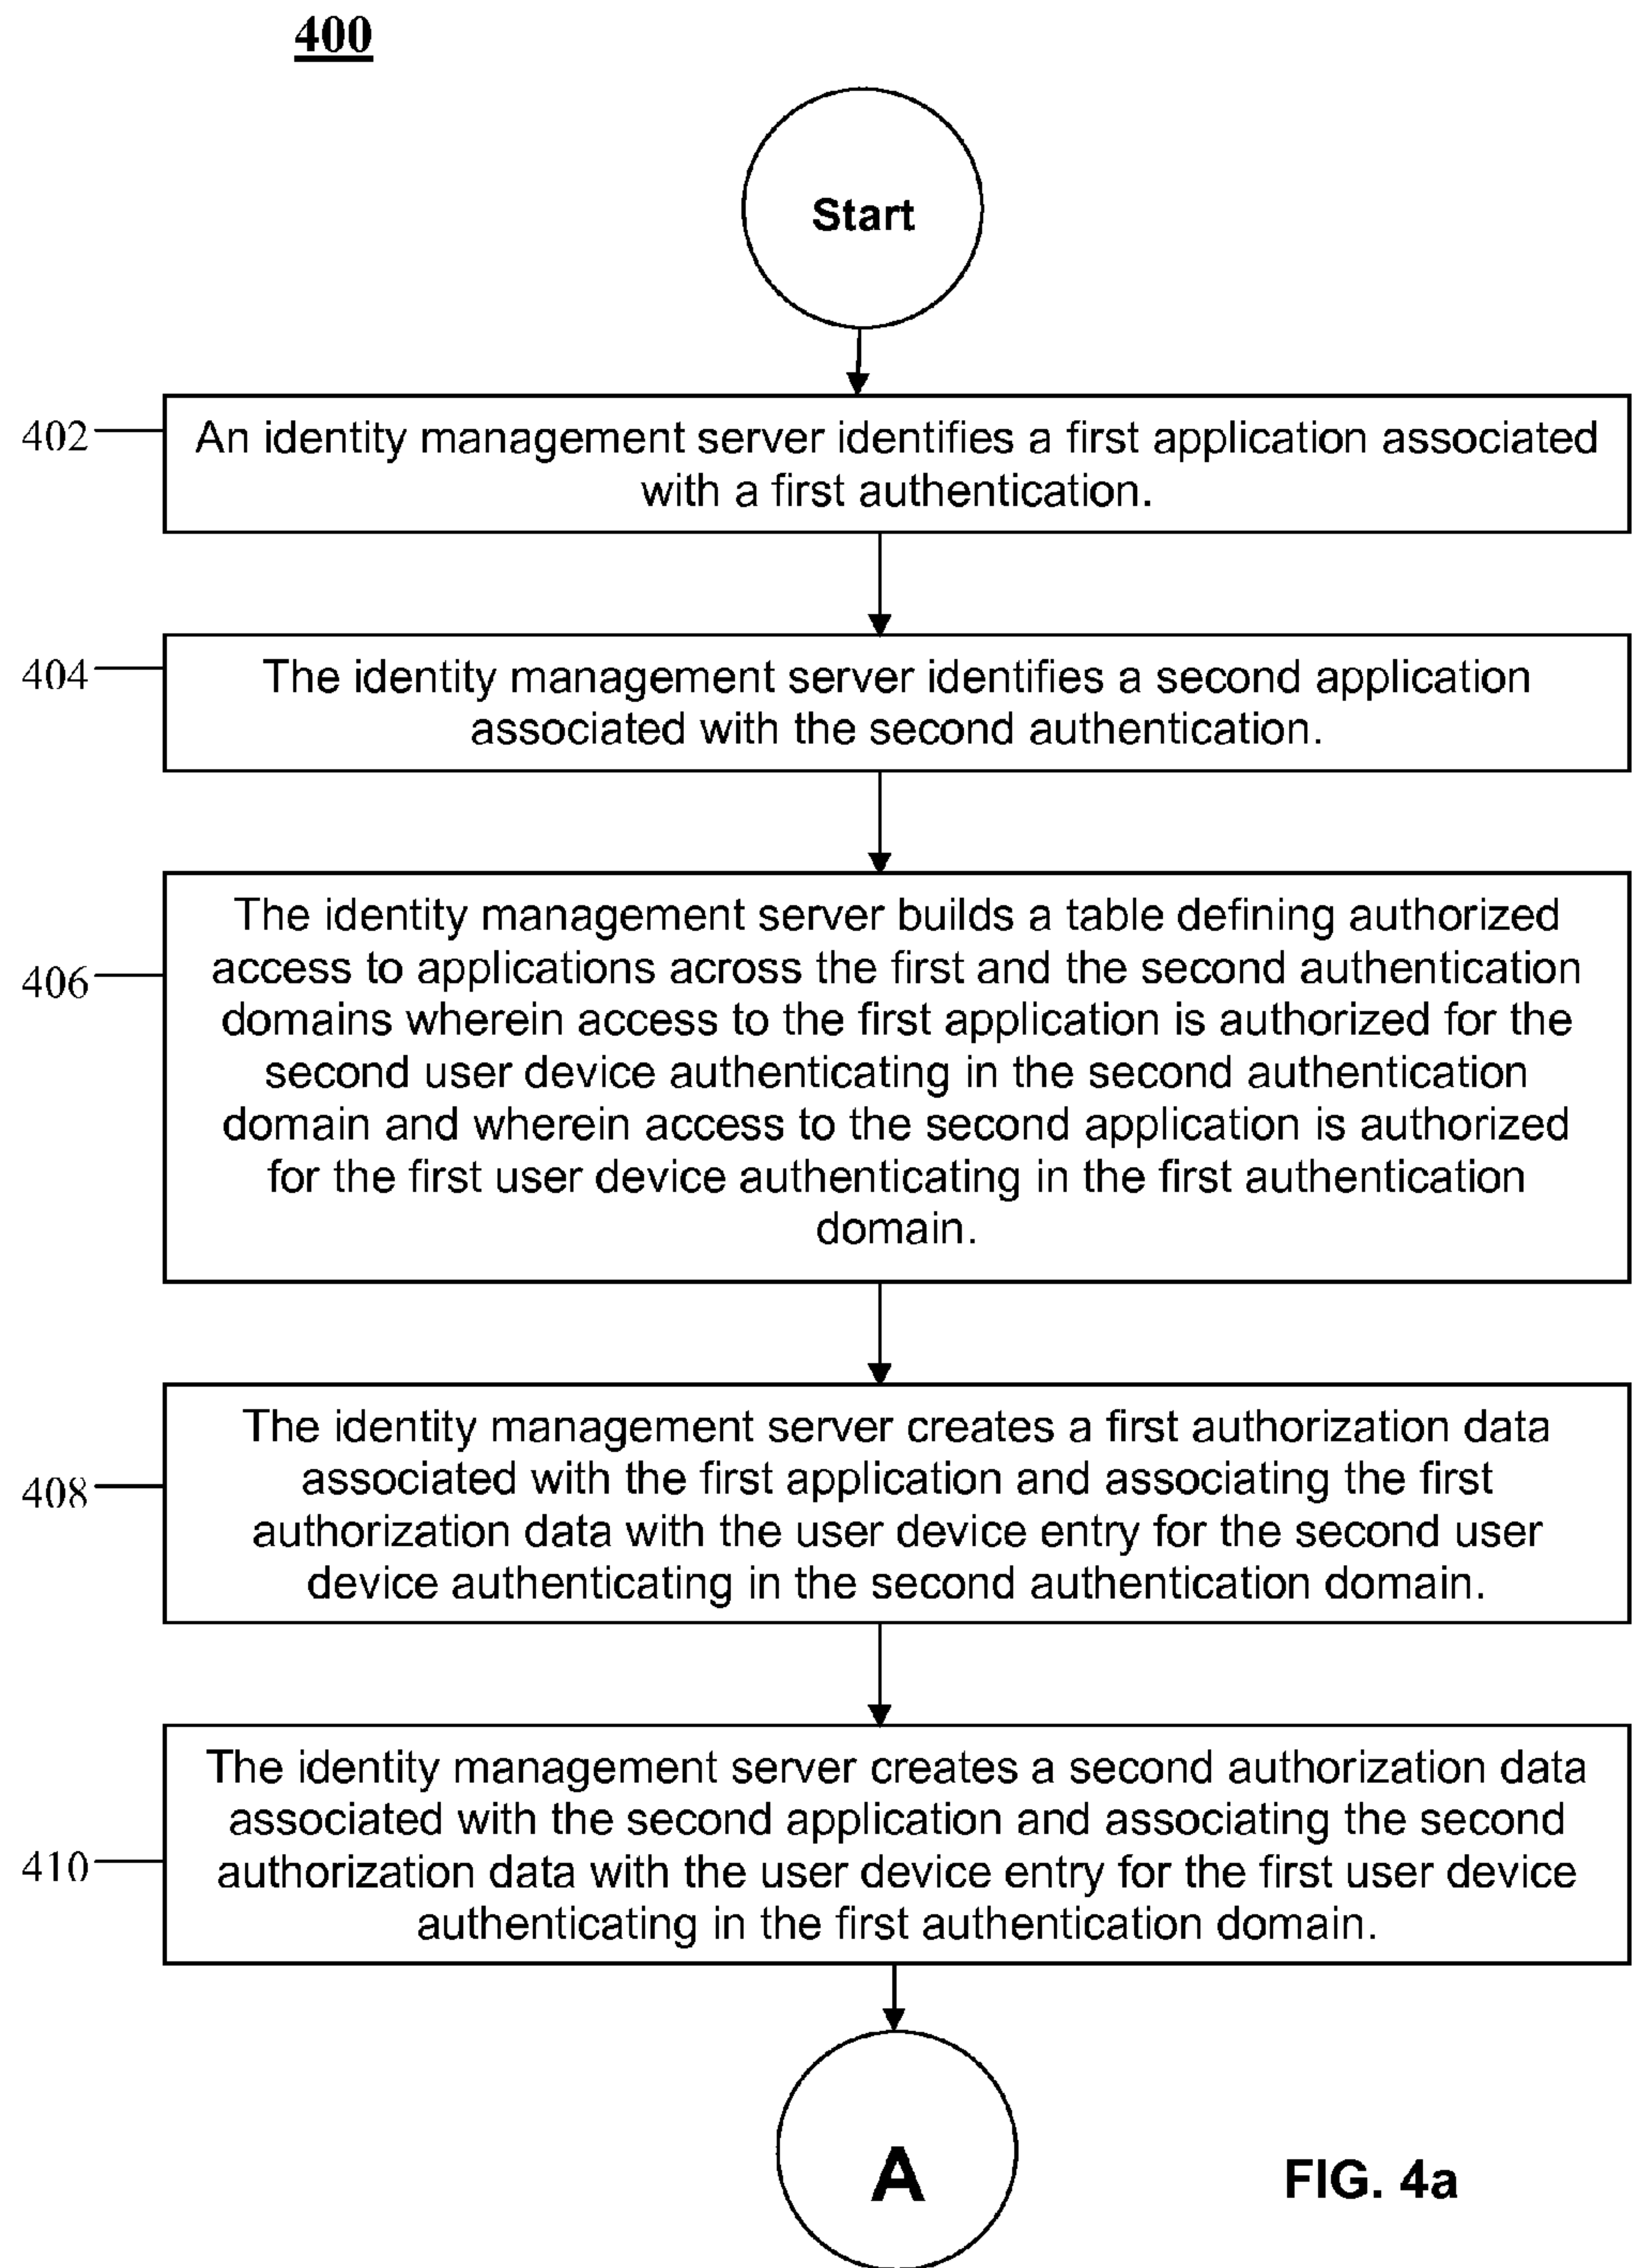 400
Start
402
An identity management server identifies a first application associated
with a first authentication.
404
The identity management server identifies a second application
associated with the second authentication.
406
The identity management server builds a table defining authorized
access to applications across the first and the second authentication
domains wherein access to the first application is authorized for the
second user device authenticating in the second authentication
domain and wherein access to the second application is authorized
for the first user device authenticating in the first authentication
domain.
408
The identity management server creates a first authorization data
associated with the first application and associating the first
authorization data with the user device entry for the second user
device authenticating in the second authentication domain.
410
The identity management server creates a second authorization data
associated with the second application and associating the second
authorization data with the user device entry for the first user device
authenticating in the first authentication domain.
A
FIG. 4a